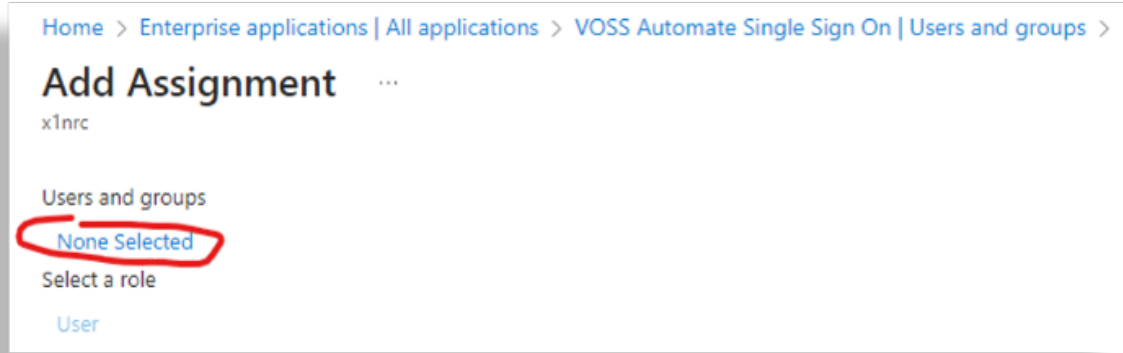 Home > Enterprise applications | All applications > VOSS Automate Single Sign On | Users and groups >
Add Assignment ...
x1nrc
Users and groups
None Selected
Select a role
User